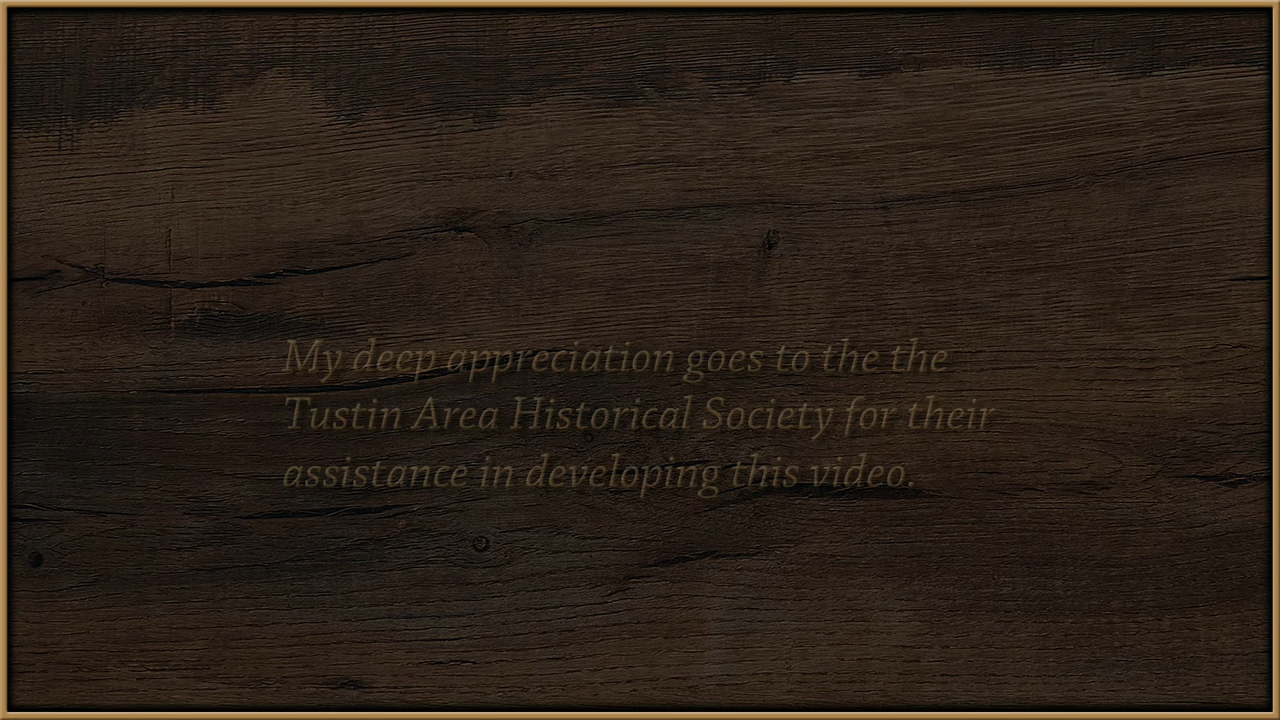 My deep appreciation goes to the the
Tustin Area Historical Society for their
assistance in developing this video.